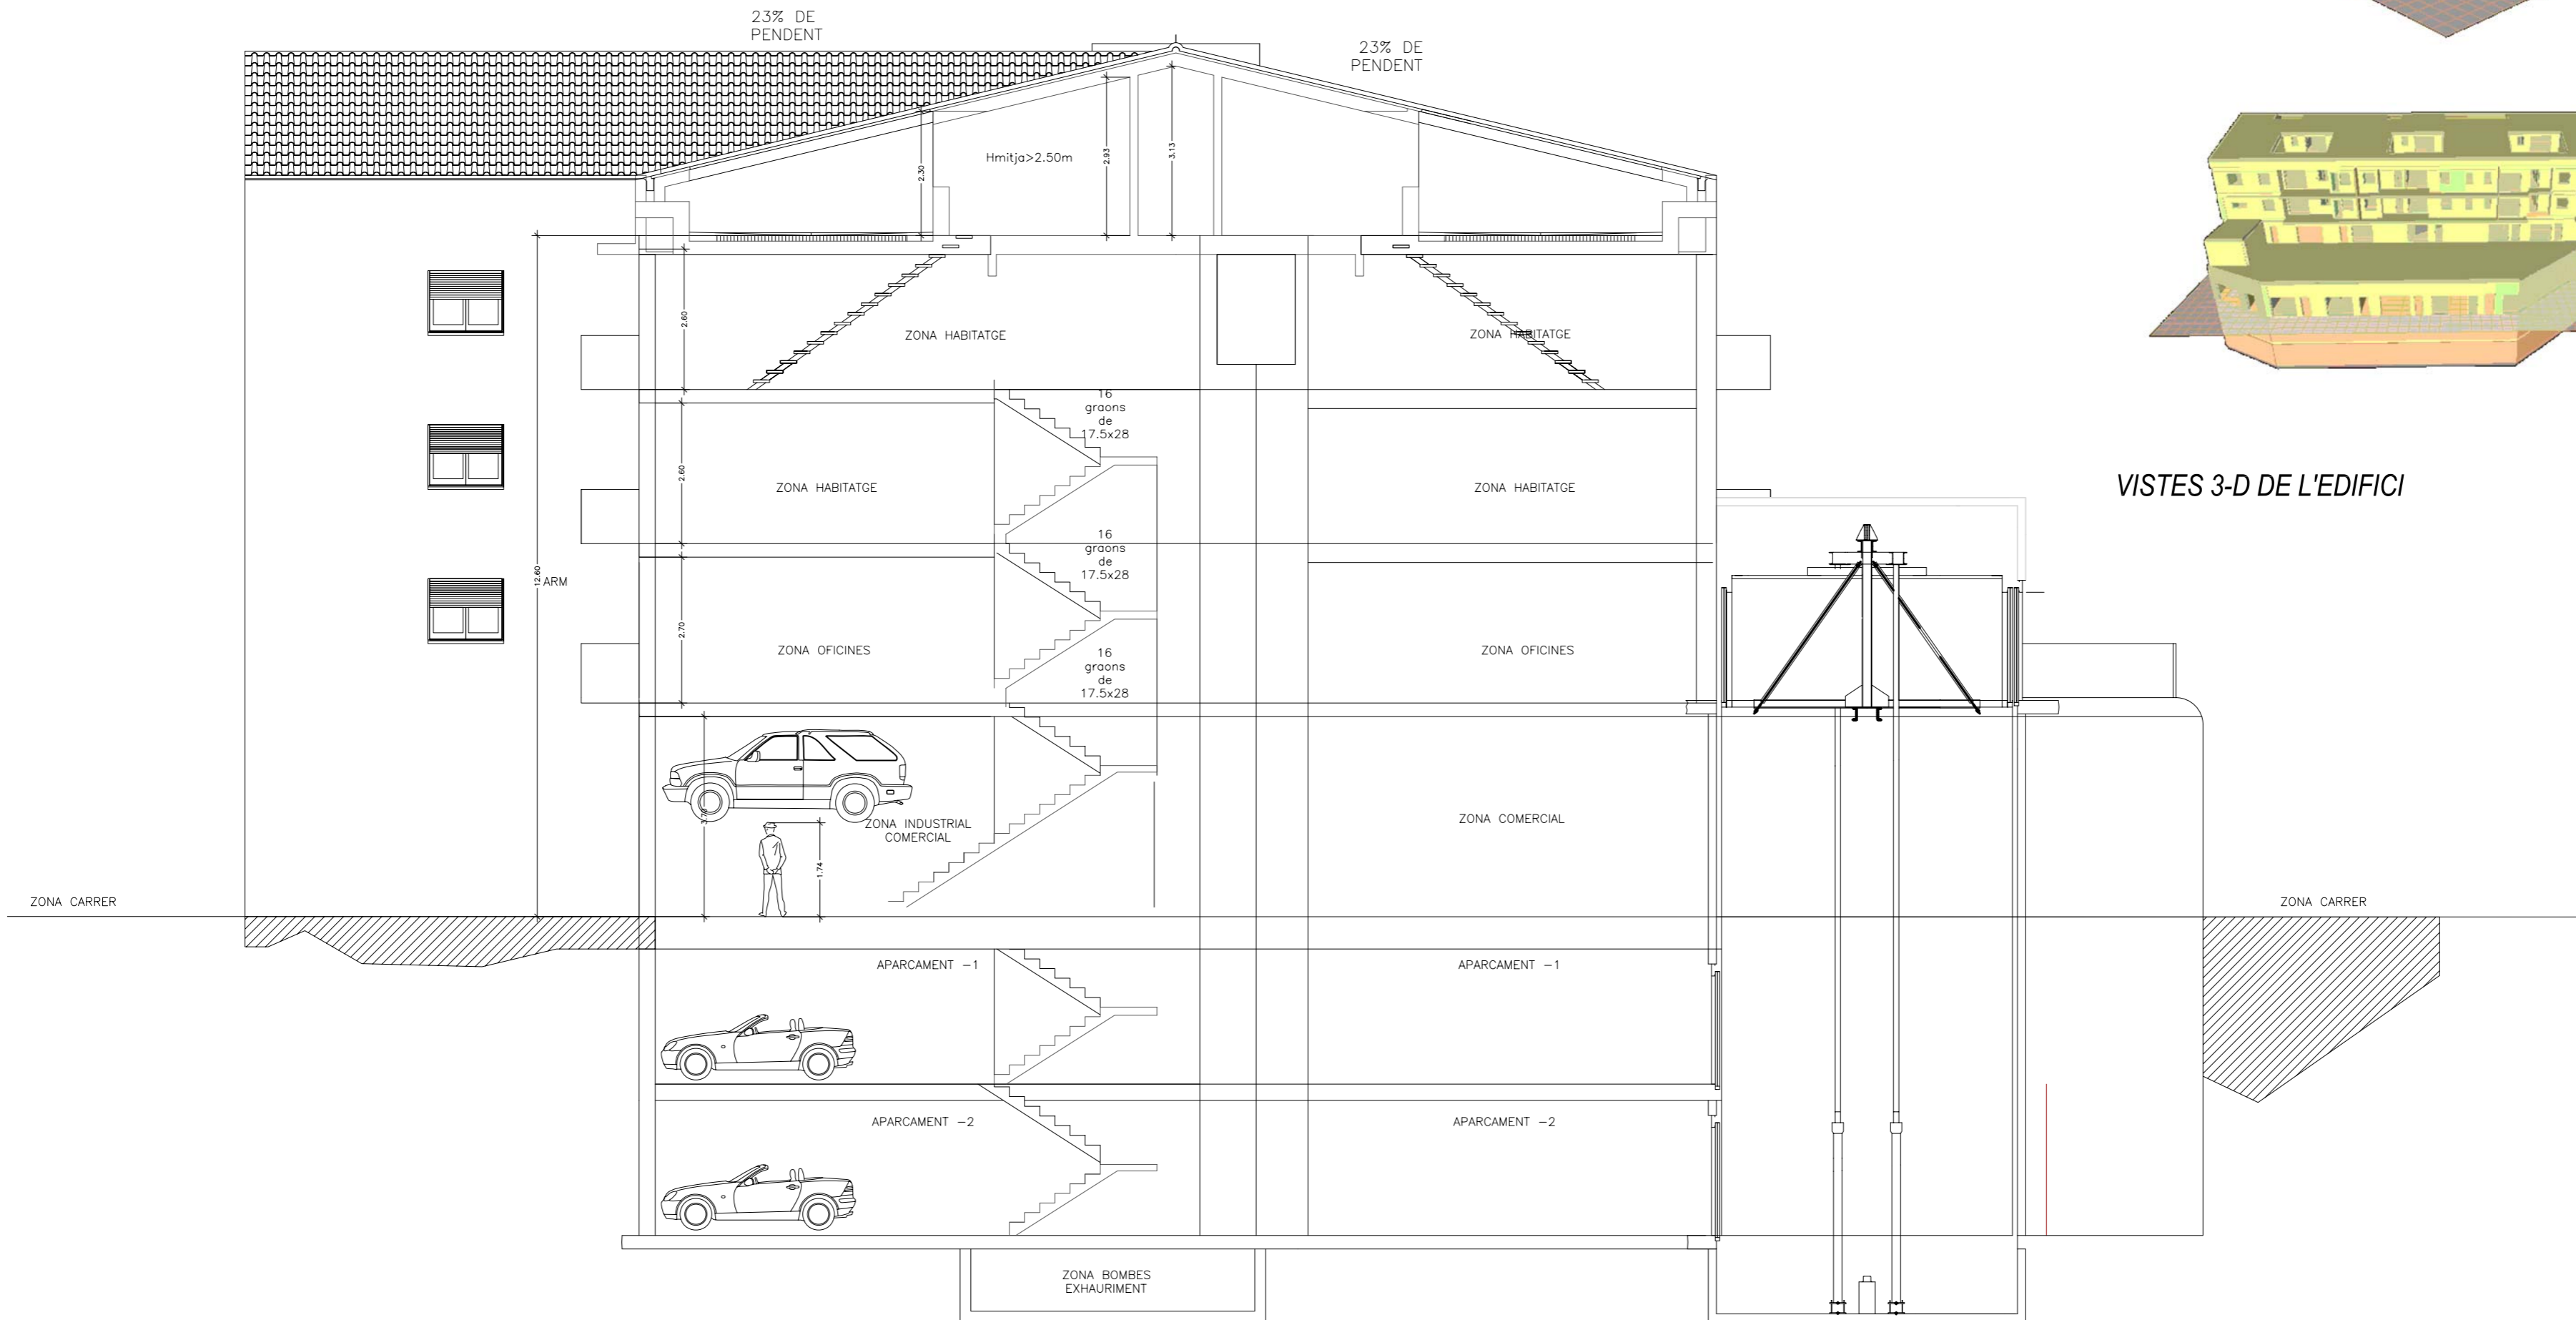 23% DE
PENDENT
23% DE
PENDENT
Hmitja>2.50m
2.30
2.93
3.13
2.60
ZONA HABITATGE
ZONA HABITATGE
16
graons
de
17.5x28
2.60
ZONA HABITATGE
ZONA HABITATGE
VISTES 3-D DE L'EDIFICI
16
graons
de
17.5x28
12.60
ARM
2.70
ZONA OFICINES
ZONA OFICINES
16
graons
de
17.5x28
ZONA INDUSTRIAL
COMERCIAL
ZONA COMERCIAL
1.74
ZONA CARRER
ZONA CARRER
APARCAMENT -1
APARCAMENT -1
APARCAMENT -2
APARCAMENT -2
ZONA BOMBES
EXHAURIMENT